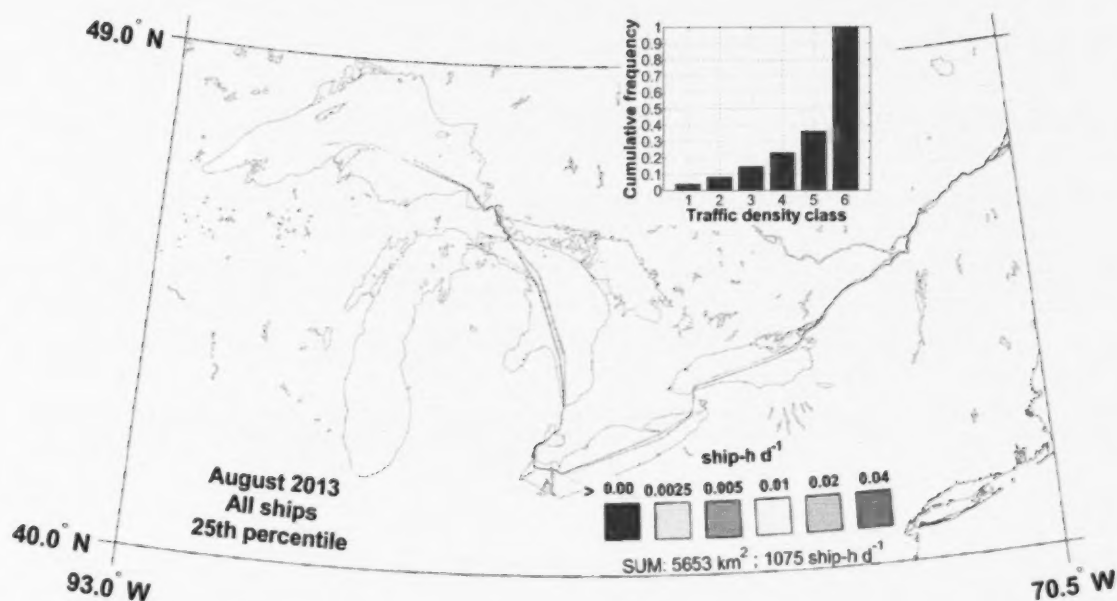 49.0° N
1
0.9
0.8
0.7
0.6
0.5
0.4
0.3
0.2
0.1
0
Cumulative frequency
1 2 3 4 5 6
Traffic density class
August 2013
All ships
25th percentile
ship-h d⁻¹
> 0.00 0.0025 0.005 0.01 0.02 0.04
SUM: 5653 km² ; 1075 ship-h d⁻¹
40.0° N
93.0° W
70.5° W